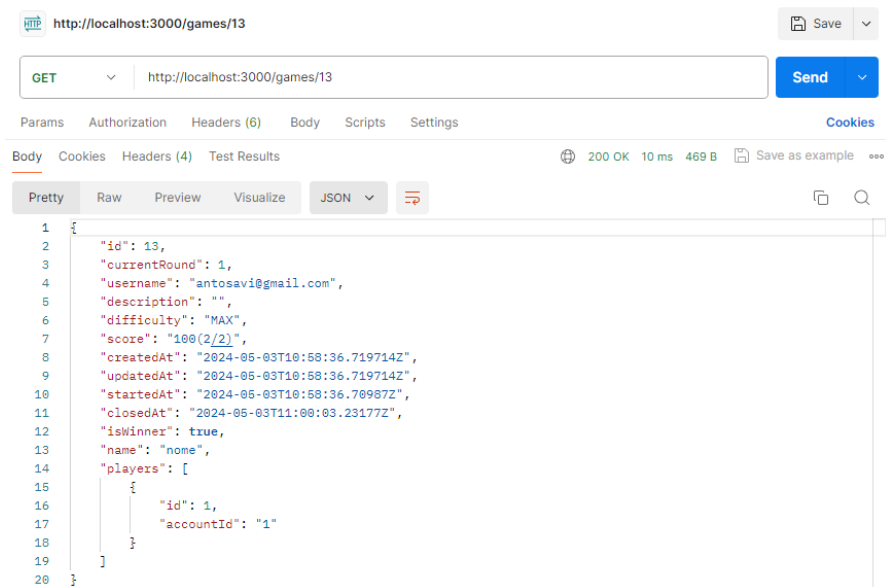 HTTP http://localhost:3000/games/13 Save
GET http://localhost:3000/games/13 Send
Params Authorization Headers (6) Body Scripts Settings Cookies
Body Cookies Headers (4) Test Results 200 OK 10 ms 469 B Save as example
Pretty Raw Preview Visualize JSON
1 {
2 "id": 13,
3 "currentRound": 1,
4 "username": "antosavi@gmail.com",
5 "description": "",
6 "difficulty": "MAX",
7 "score": "100(2/2)",
8 "createdAt": "2024-05-03T10:58:36.719714Z",
9 "updatedAt": "2024-05-03T10:58:36.719714Z",
10 "startedAt": "2024-05-03T10:58:36.70987Z",
11 "closedAt": "2024-05-03T11:00:03.23177Z",
12 "isWinner": true,
13 "name": "nome",
14 "players": [
15 {
16 "id": 1,
17 "accountId": "1"
18 }
19 ]
20 }